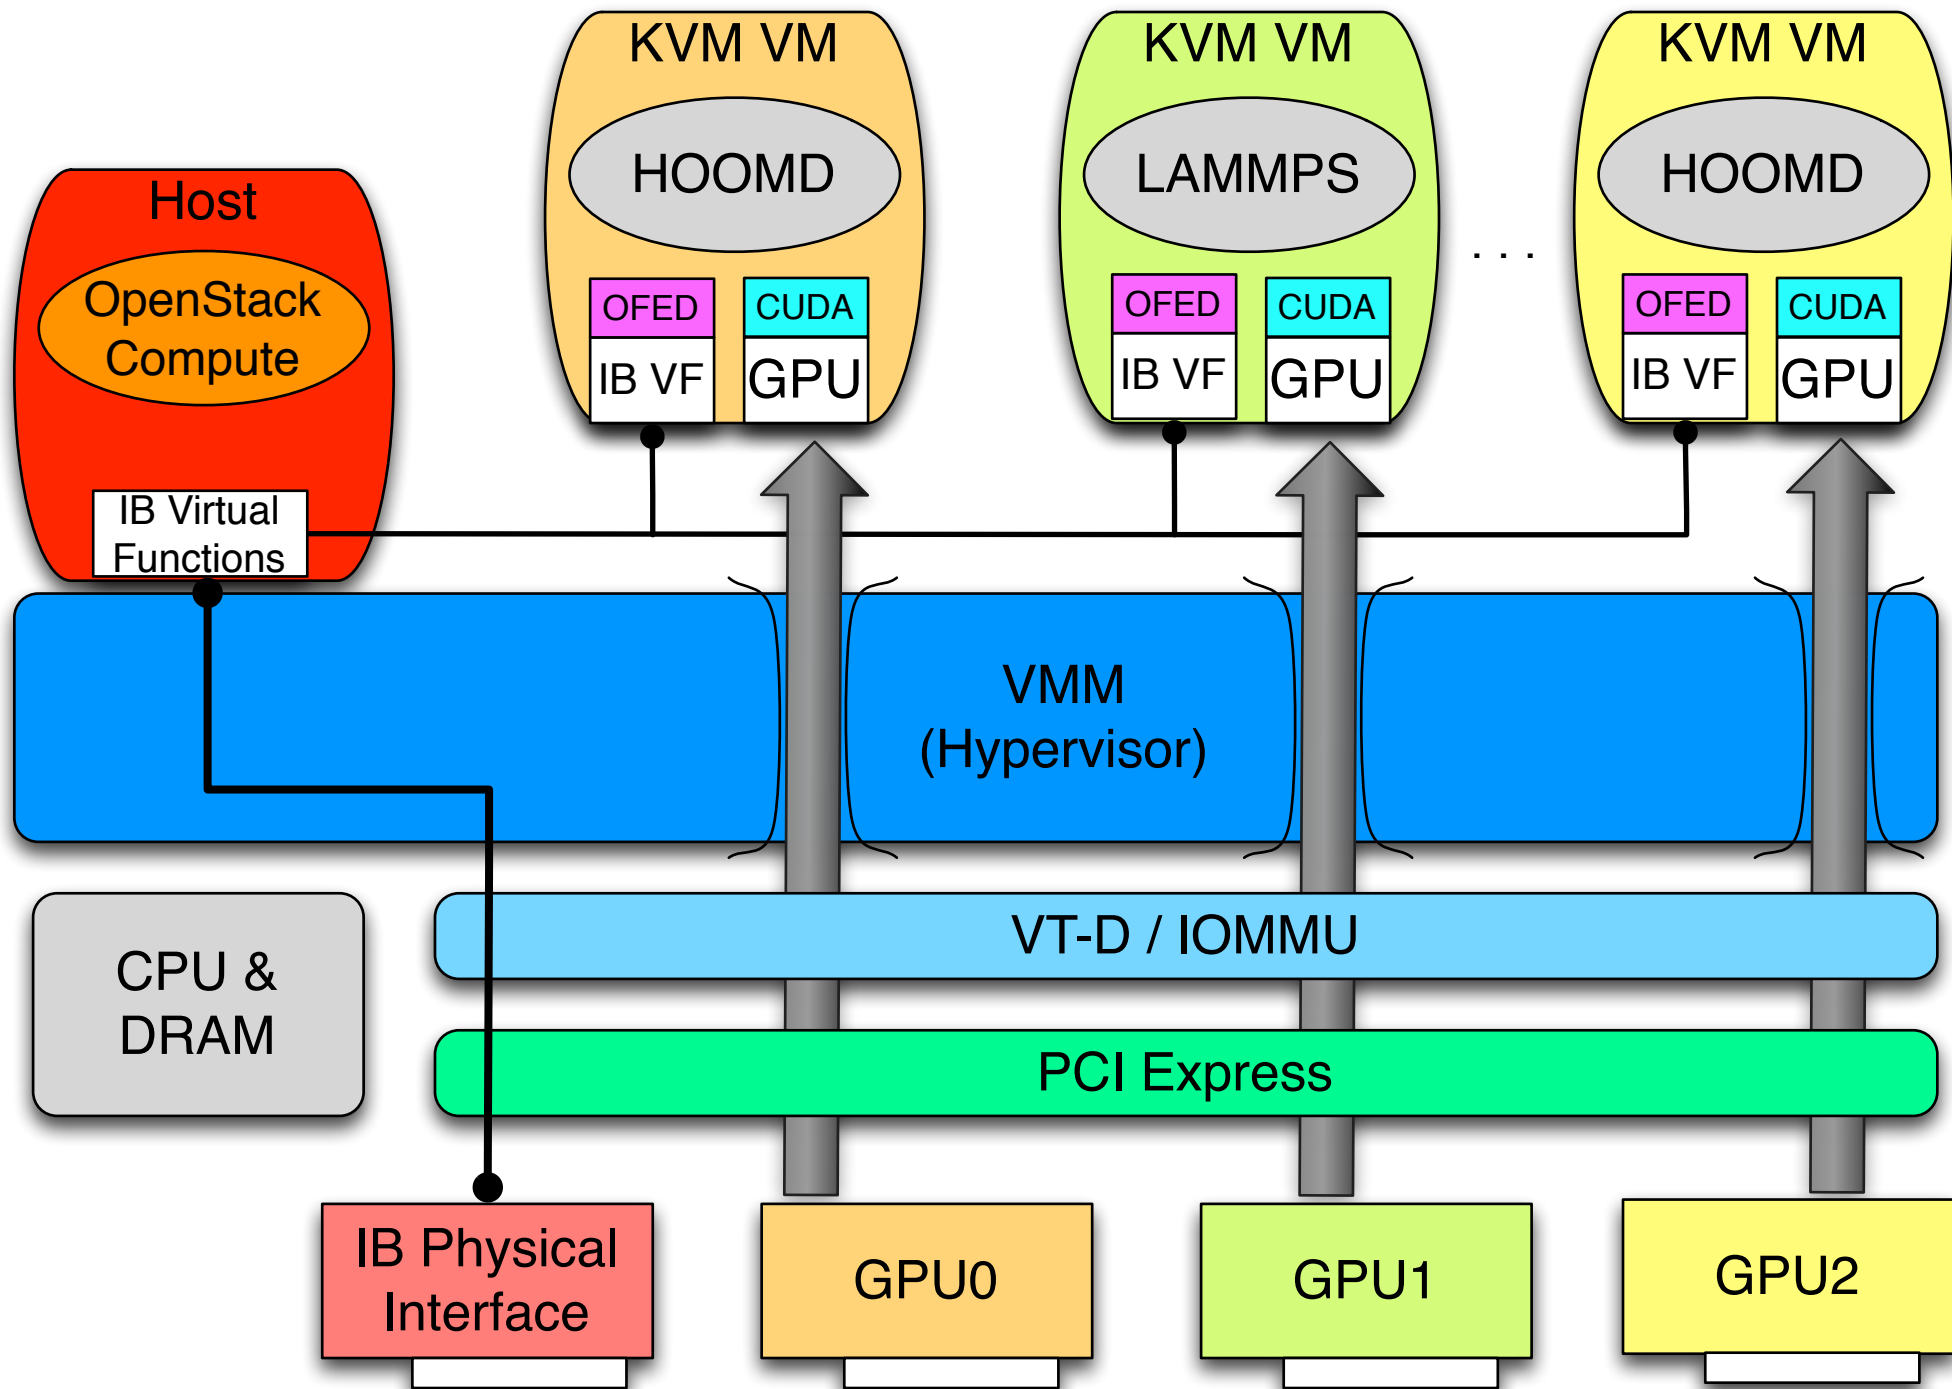 KVM VM
KVM VM
KVM VM
HOOMD
LAMMPS
HOOMD
Host
OpenStack
Compute
. . .
OFED
CUDA
OFED
CUDA
OFED
CUDA
IB VF
GPU
IB VF
GPU
IB VF
GPU
IB Virtual
Functions
VMM
(Hypervisor)
VT-D / IOMMU
CPU &
DRAM
PCI Express
IB Physical
Interface
GPU0
GPU1
GPU2